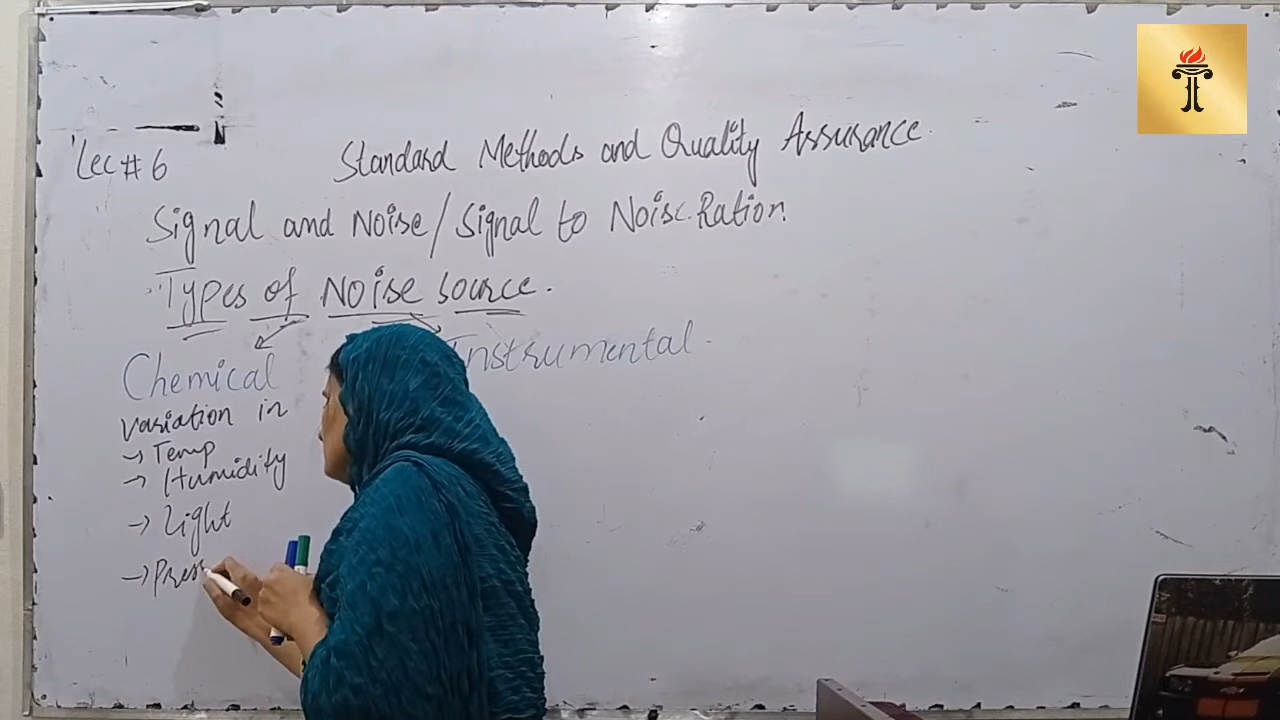 Lec # 6
Standard Methods and Quality Assurance.
Signal and Noise / Signal to Noise Ration
Types of Noise source.
Chemical
Instrumental.
variation in
→ Temp
→ Humidity
→ Light
→ Press